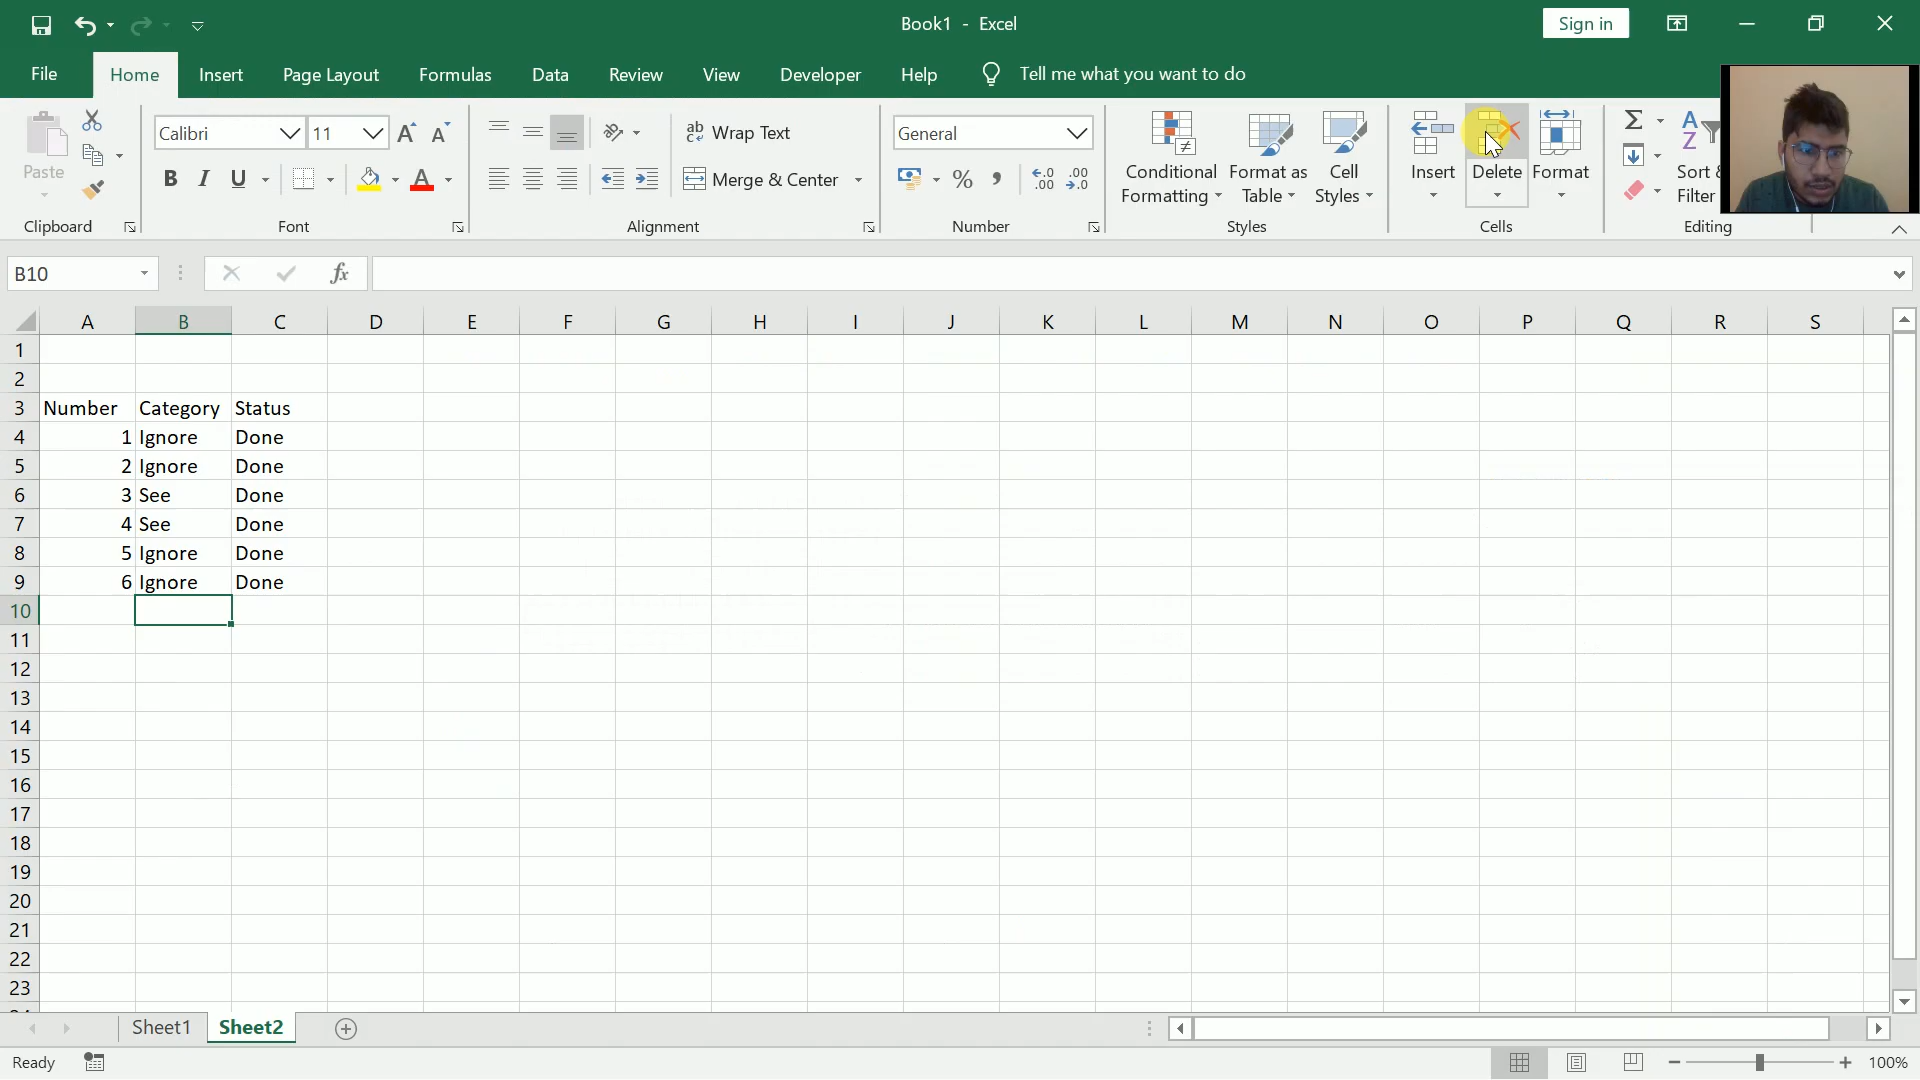 Book1 - Excel
Sign in
File Home Insert Page Layout Formulas Data Developer Review View Help Tell me what you want to do
Paste
Calibri 11
B I U A
ab Wrap Text
Merge & Center
General
% ,
Conditional Formatting
Format as Table
Cell Styles
Insert
Delete
Format
Sort &
Filter
Clipboard Font Alignment Number Styles Cells Editing
B10
fx
A B C D E F G H I J K L M N O P Q R S
1
2
3 Number Category Status
4 1 Ignore Done
5 2 Ignore Done
6 3 See Done
7 4 See Done
8 5 Ignore Done
9 6 Ignore Done
10
11
12
13
14
15
16
17
18
19
20
21
22
23
Sheet1 Sheet2
Ready
100%